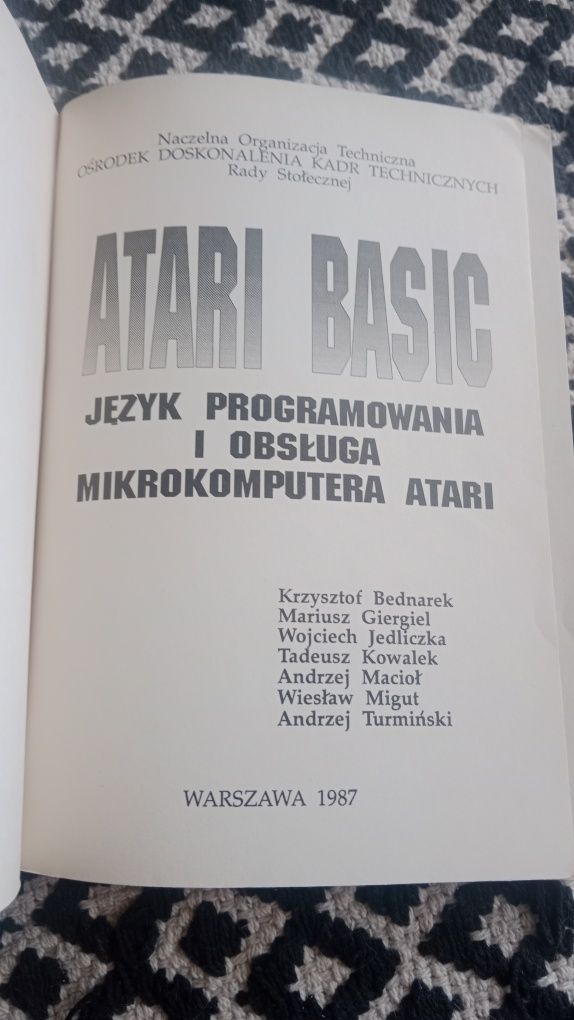 Naczelna Organizacja Techniczna
OŚRODEK DOSKONALENIA KADR TECHNICZNYCH
Rady Stołecznej
ATARI BASIC
JĘZYK PROGRAMOWANIA
I OBSŁUGA
MIKROKOMPUTERA ATARI
Krzysztof Bednarek
Mariusz Giergiel
Wojciech Jedliczka
Tadeusz Kowalek
Andrzej Macioł
Wiesław Migut
Andrzej Turmiński
WARSZAWA 1987